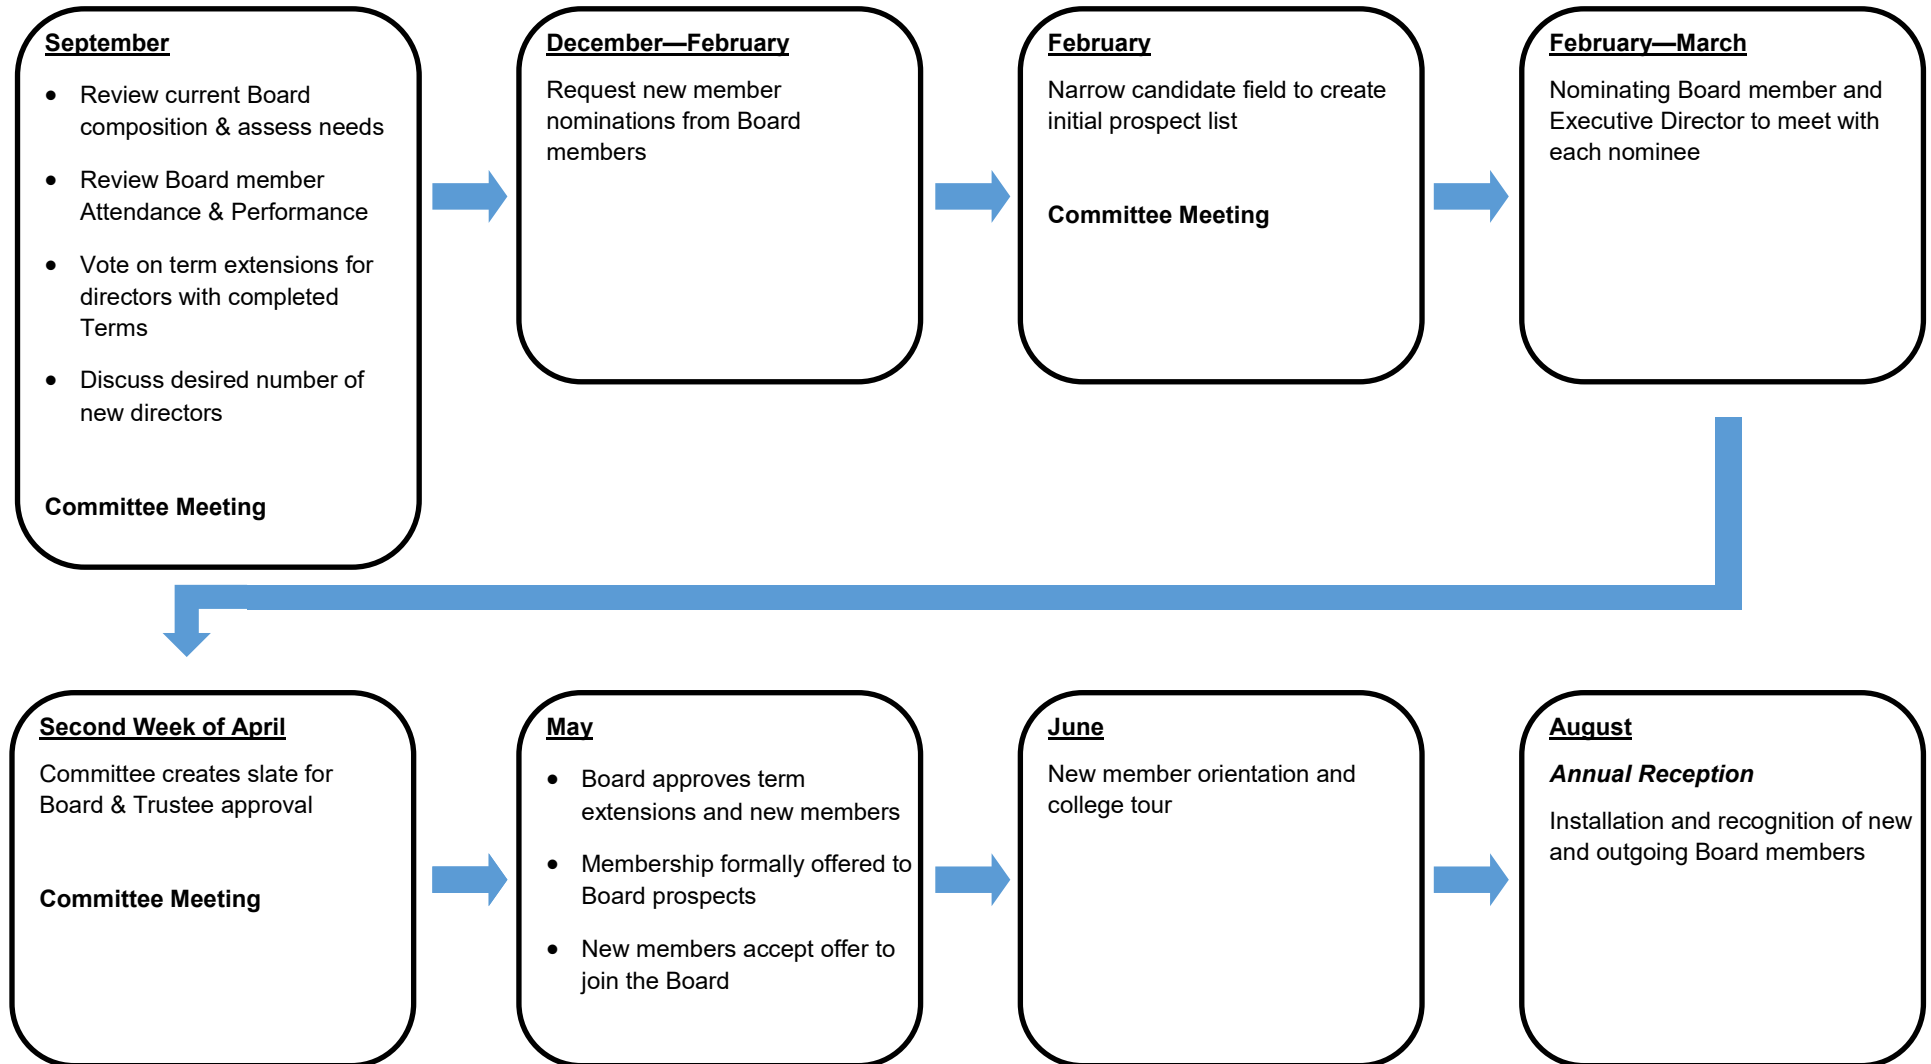 September
• Review current Board
composition & assess needs
• Review Board member
Attendance & Performance
• Vote on term extensions for
directors with completed
Terms
• Discuss desired number of
new directors
Committee Meeting
December—February
Request new member
nominations from Board
members
February
Narrow candidate field to create
initial prospect list
Committee Meeting
February—March
Nominating Board member and
Executive Director to meet with
each nominee
Second Week of April
Committee creates slate for
Board & Trustee approval
Committee Meeting
May
• Board approves term
extensions and new members
• Membership formally offered to
Board prospects
• New members accept offer to
join the Board
June
New member orientation and
college tour
August
Annual Reception
Installation and recognition of new
and outgoing Board members